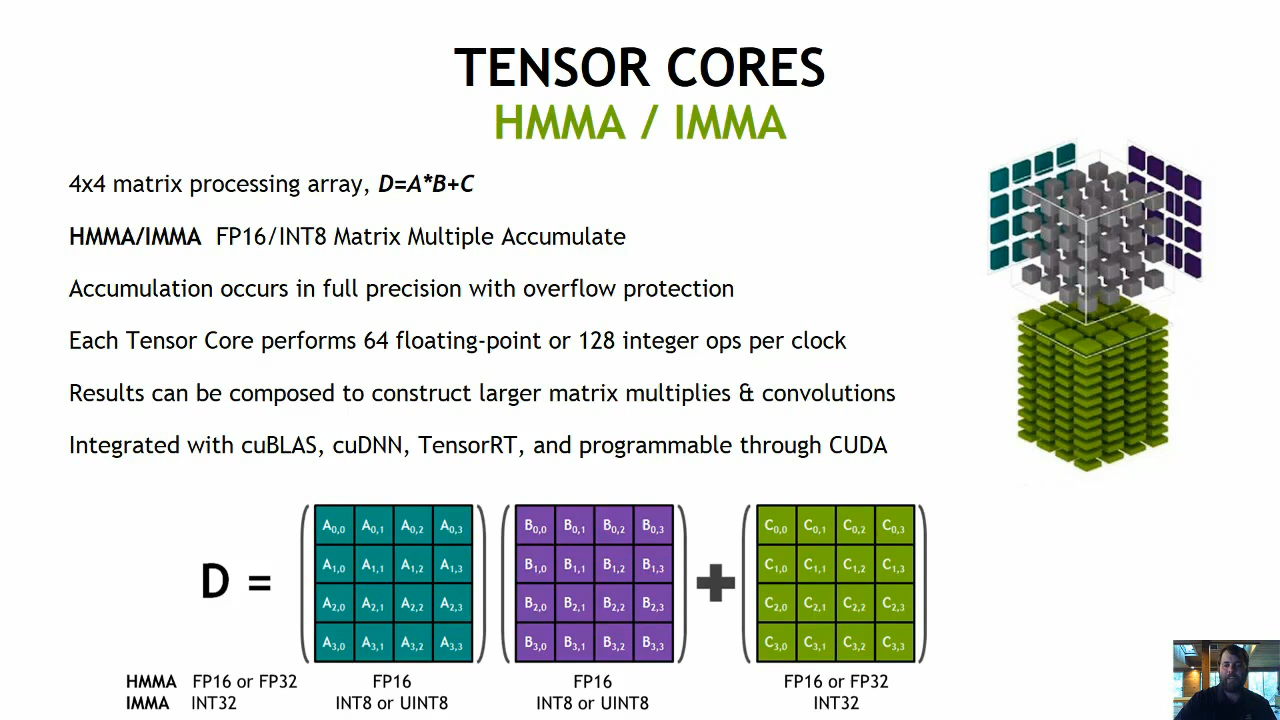 TENSOR CORES
HMMA / IMMA
4x4 matrix processing array, D=A*B+C
HMMA/IMMA FP16/INT8 Matrix Multiple Accumulate
Accumulation occurs in full precision with overflow protection
Each Tensor Core performs 64 floating-point or 128 integer ops per clock
Results can be composed to construct larger matrix multiplies & convolutions
Integrated with cuBLAS, cuDNN, TensorRT, and programmable through CUDA
A0,0 A0,1 A0,2 A0,3 B0,0 B0,1 B0,2 B0,3 C0,0 C0,1 C0,2 C0,3
A1,0 A1,1 A1,2 A1,3 B1,0 B1,1 B1,2 B1,3 C1,0 C1,1 C1,2 C1,3
D =
A2,0 A2,1 A2,2 A2,3 B2,0 B2,1 B2,2 B2,3 C2,0 C2,1 C2,2 C2,3
A3,0 A3,1 A3,2 A3,3 B3,0 B3,1 B3,2 B3,3 C3,0 C3,1 C3,2 C3,3
HMMA FP16 or FP32 FP16 FP16 FP16 or FP32
IMMA INT32 INT8 or UINT8 INT8 or UINT8 INT32